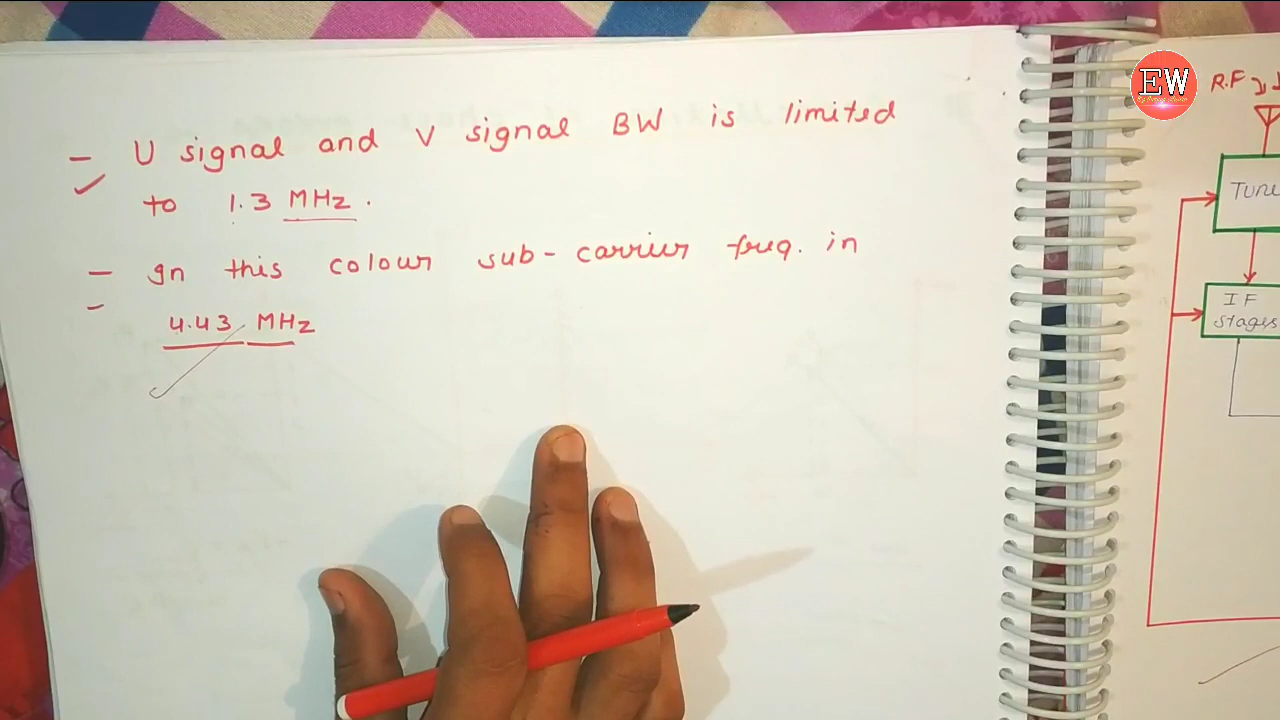 - U signal and V signal BW is limited
to 1.3 MHz.
- In this colour sub-carrier freq. in
4.43 MHz
EW
R.F
IF
Stages